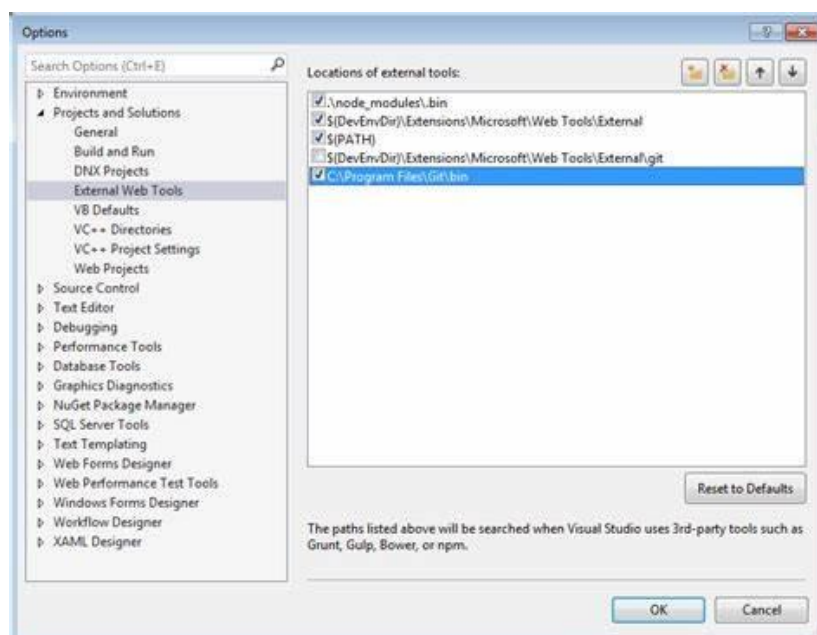 Options
Search Options (Ctrl+E)
Environment
Projects and Solutions
General
Build and Run
DNX Projects
External Web Tools
VB Defaults
VC++ Directories
VC++ Project Settings
Web Projects
Source Control
Text Editor
Debugging
Performance Tools
Database Tools
Graphics Diagnostics
NuGet Package Manager
SQL Server Tools
Text Templating
Web Forms Designer
Web Performance Test Tools
Windows Forms Designer
Workflow Designer
XAML Designer
Locations of external tools:
.\node_modules\.bin
$(DevEnvDir)\Extensions\Microsoft\Web Tools\External
$(PATH)
$(DevEnvDir)\Extensions\Microsoft\Web Tools\External\git
C:\Program Files\Git\bin
Reset to Defaults
The paths listed above will be searched when Visual Studio uses 3rd-party tools such as
Grunt, Gulp, Bower, or npm.
OK
Cancel